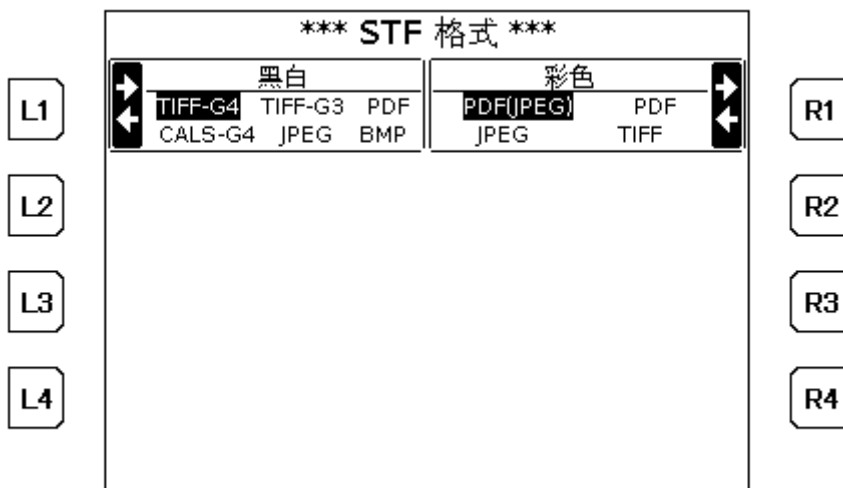 *** STF 格式 ***
黑白 彩色
L1 TIFF-G4 TIFF-G3 PDF PDF(JPEG) PDF R1
CALS-G4 JPEG BMP JPEG TIFF
L2 R2
L3 R3
L4 R4